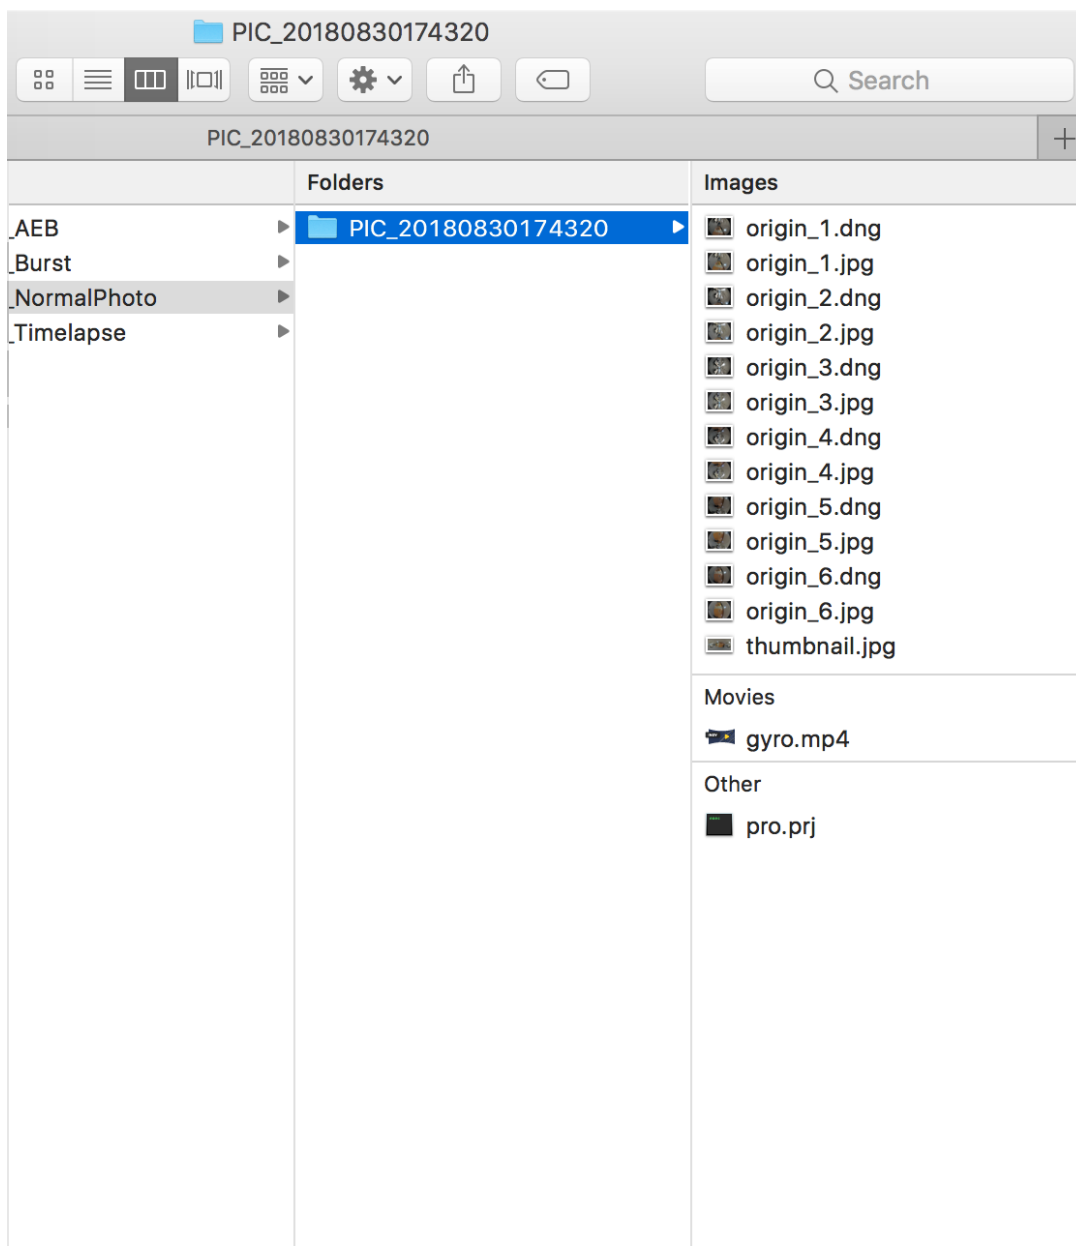 PIC_20180830174320
Search
PIC_20180830174320
Folders
Images
_AEB
_Burst
_NormalPhoto
_Timelapse
PIC_20180830174320
origin_1.dng
origin_1.jpg
origin_2.dng
origin_2.jpg
origin_3.dng
origin_3.jpg
origin_4.dng
origin_4.jpg
origin_5.dng
origin_5.jpg
origin_6.dng
origin_6.jpg
thumbnail.jpg
Movies
gyro.mp4
Other
pro.prj